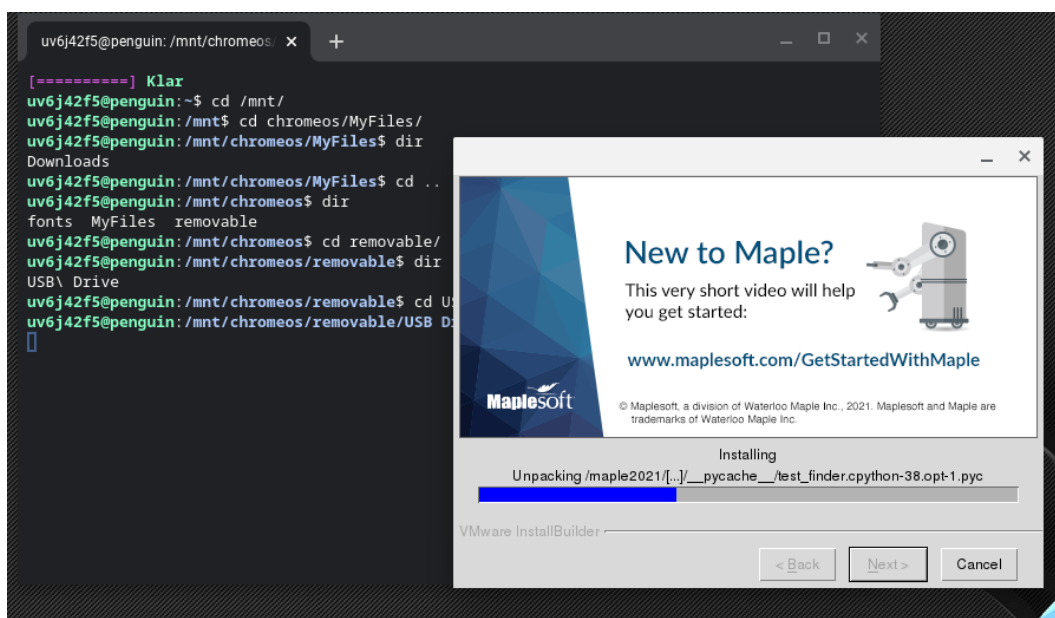 uv6j42f5@penguin: /mnt/chromeos/
[==========] Klar
uv6j42f5@penguin:~$ cd /mnt/
uv6j42f5@penguin:/mnt$ cd chromeos/MyFiles/
uv6j42f5@penguin:/mnt/chromeos/MyFiles$ dir
Downloads
uv6j42f5@penguin:/mnt/chromeos/MyFiles$ cd ..
uv6j42f5@penguin:/mnt/chromeos$ dir
fonts  MyFiles  removable
uv6j42f5@penguin:/mnt/chromeos$ cd removable/
uv6j42f5@penguin:/mnt/chromeos/removable$ dir
USB\ Drive
uv6j42f5@penguin:/mnt/chromeos/removable$ cd
uv6j42f5@penguin:/mnt/chromeos/removable/USB
New to Maple?
This very short video will help
you get started:
www.maplesoft.com/GetStartedWithMaple
Maplesoft
© Maplesoft, a division of Waterloo Maple Inc., 2021. Maplesoft and Maple are
trademarks of Waterloo Maple Inc.
Installing
Unpacking /maple2021/[...]/__pycache__/test_finder.cpython-38.opt-1.pyc
VMware InstallBuilder
< Back
Next >
Cancel